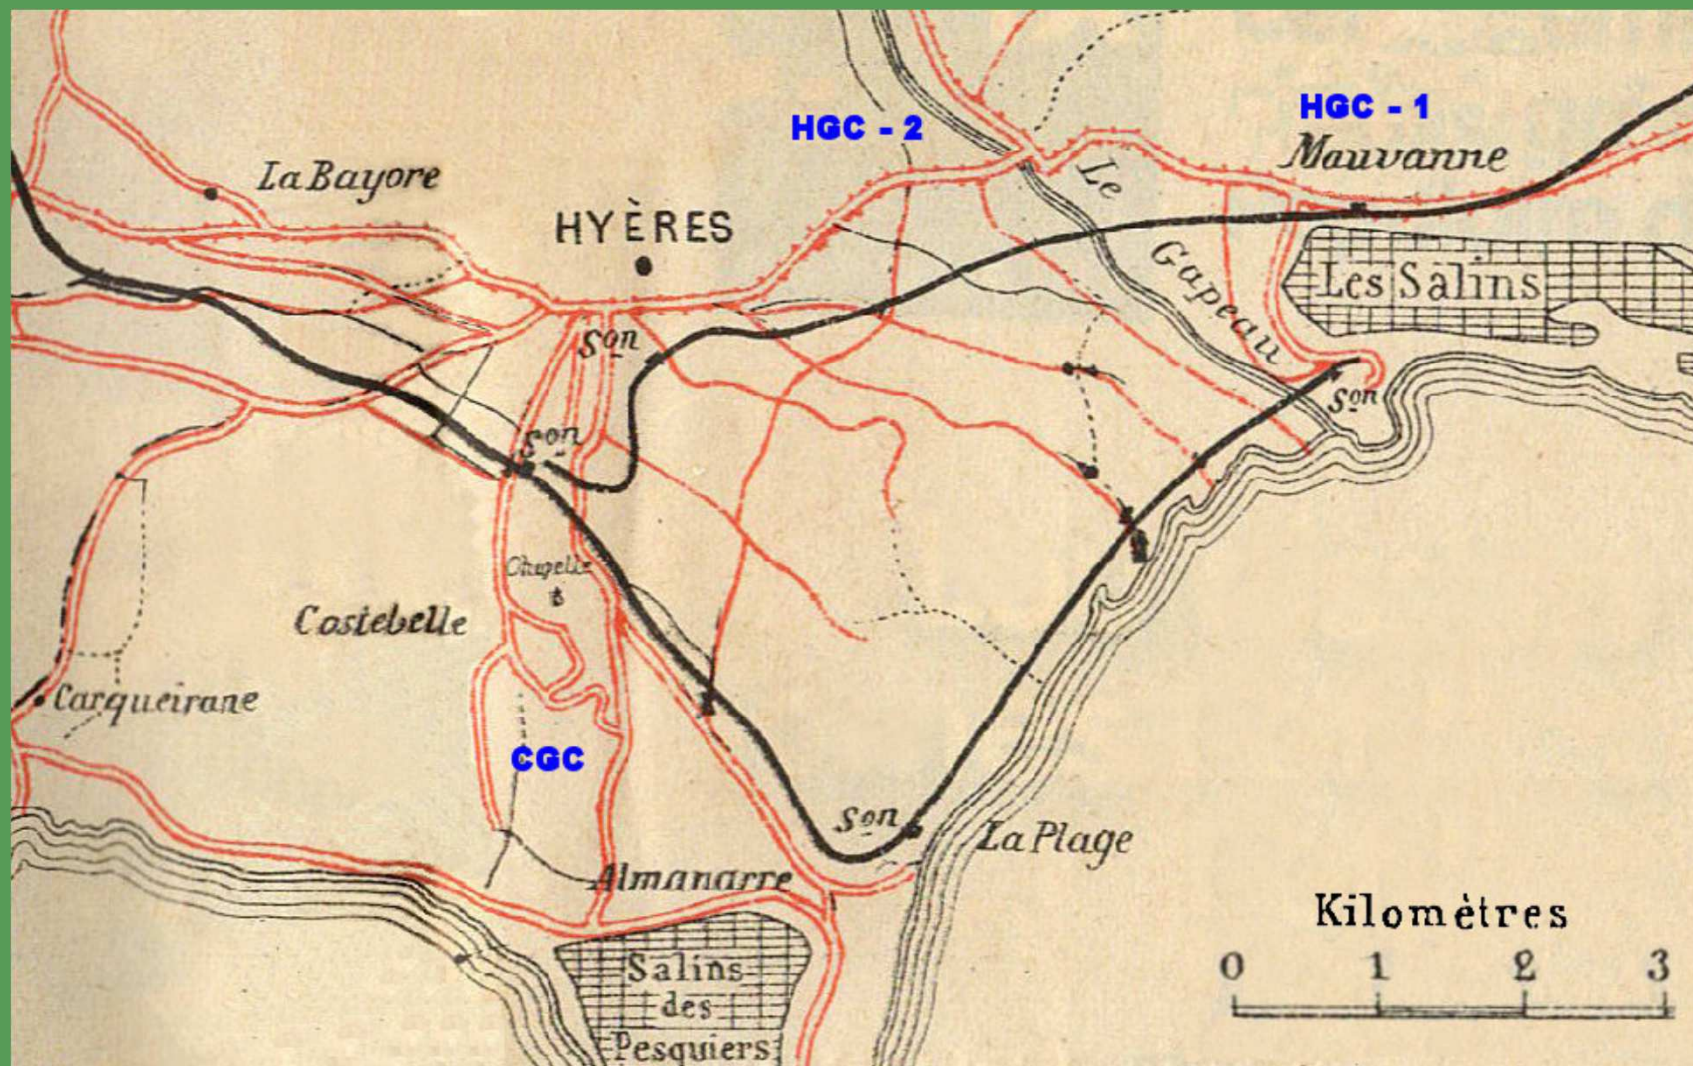 HGC - 1
HGC - 2
Mauvanne
La Bayore
Le
Gapeau
HYÈRES
Les Salins
Son
Son
Son
Chapelle
Costebelle
Carqueirane
CGC
Son
La Plage
Almanarre
Kilomètres
0 1 2 3
Salins
des
Pesquiers